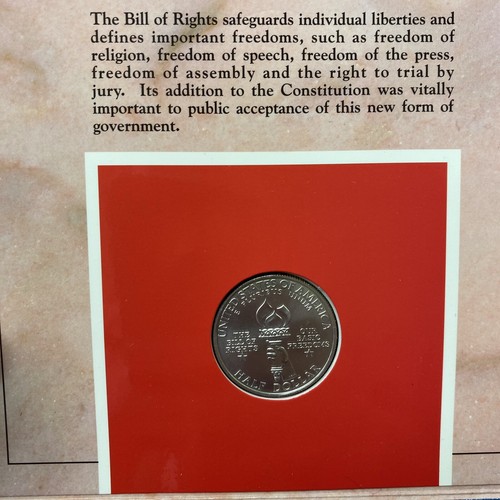 The Bill of Rights safeguards individual liberties and
defines important freedoms, such as freedom of
religion, freedom of speech, freedom of the press,
freedom of assembly and the right to trial by
jury. Its addition to the Constitution was vitally
important to public acceptance of this new form of
government.
UNITED STATES OF AMERICA
E PLURIBUS UNUM
THE
BILL OF
RIGHTS
OUR
BASIC
FREEDOMS
HALF DOLLAR